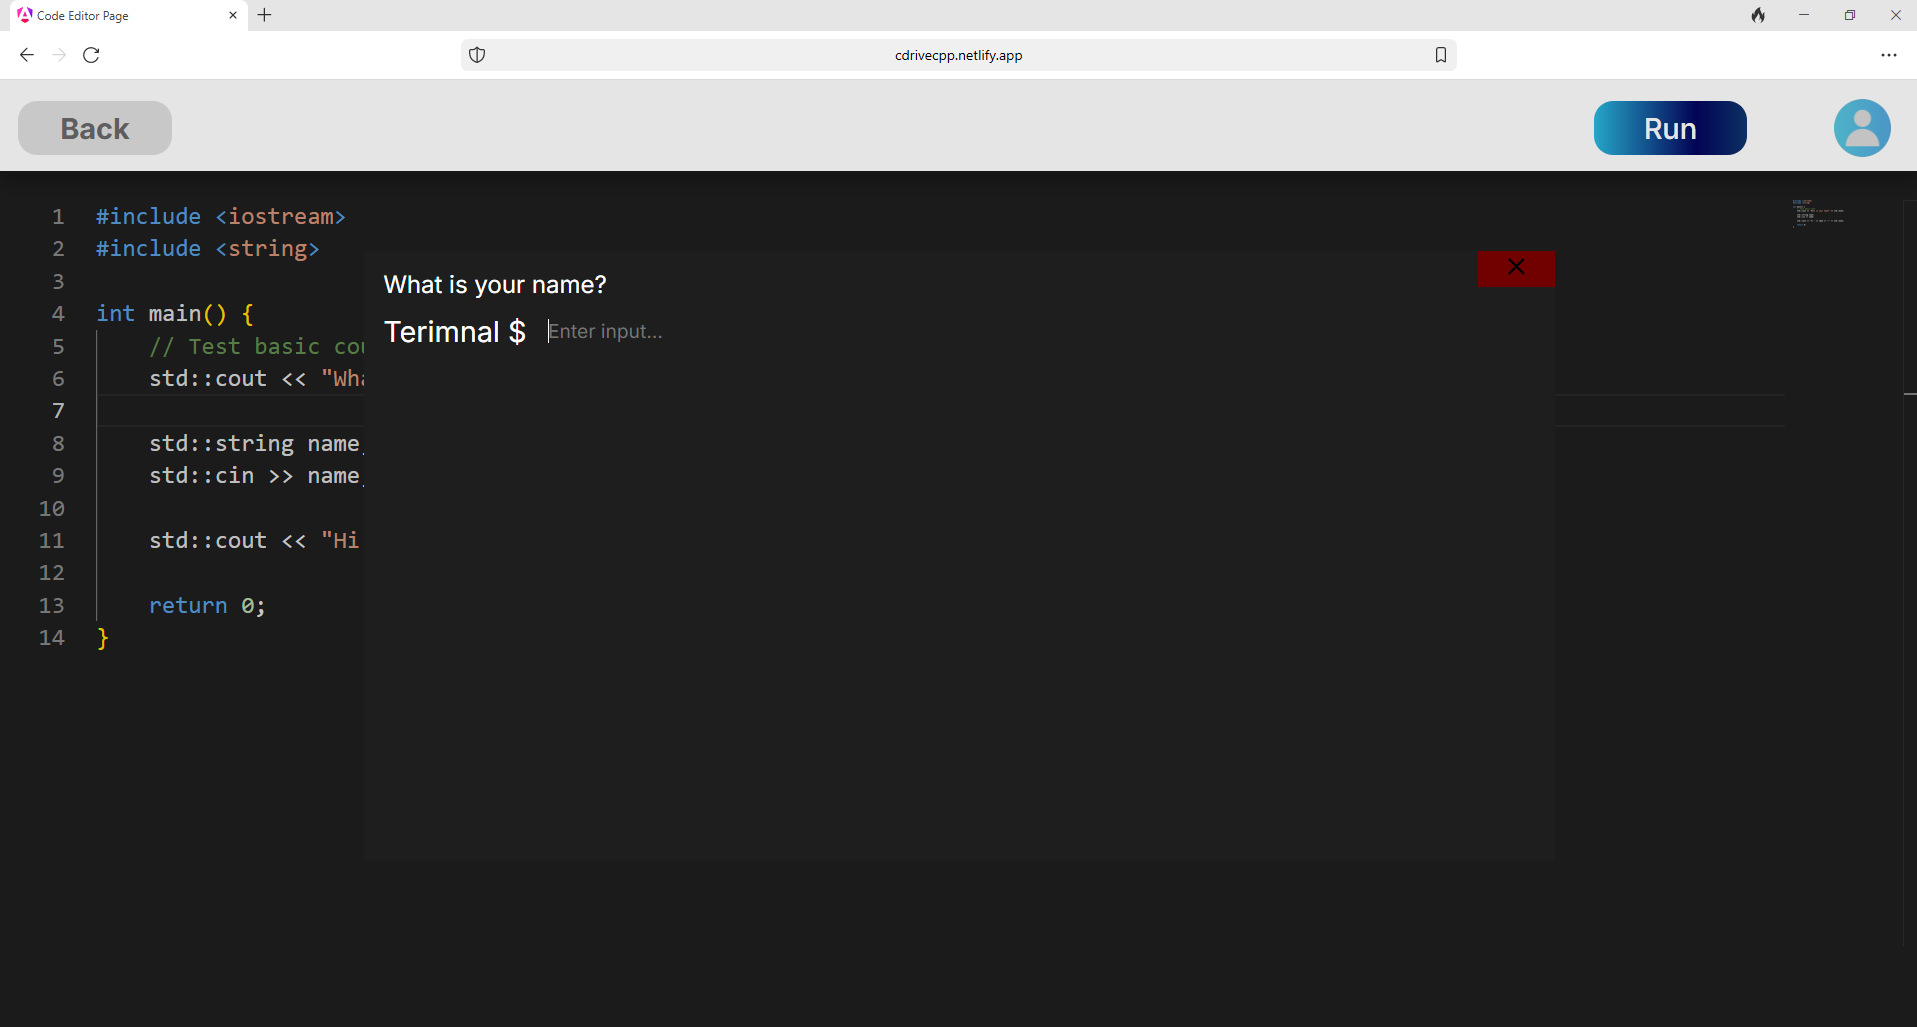 Code Editor Page
cdrivecpp.netlify.app
Back
Run
1 #include <iostream>
2 #include <string>
3
4 int main() {
5 // Test basic
6 std::cout <<
7
8 std::string name
9 std::cin >> name
10
11 std::cout << "Hi
12
13 return 0;
14 }
What is your name?
Terimnal $ Enter input...